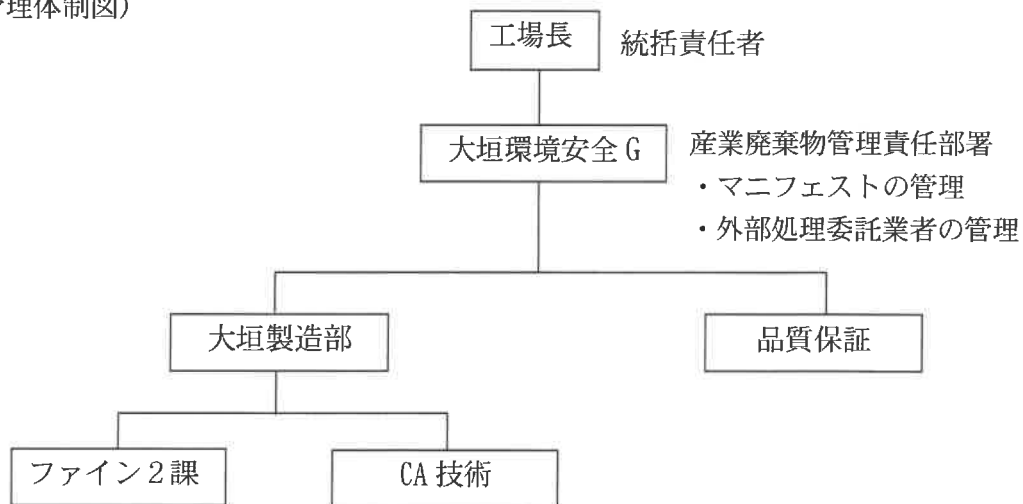 理体制図)
工場長 統括責任者
大垣環境安全G 産業廃棄物管理責任部署
・マニフェストの管理
・外部処理委託業者の管理
大垣製造部 品質保証
ファイン2課 CA技術